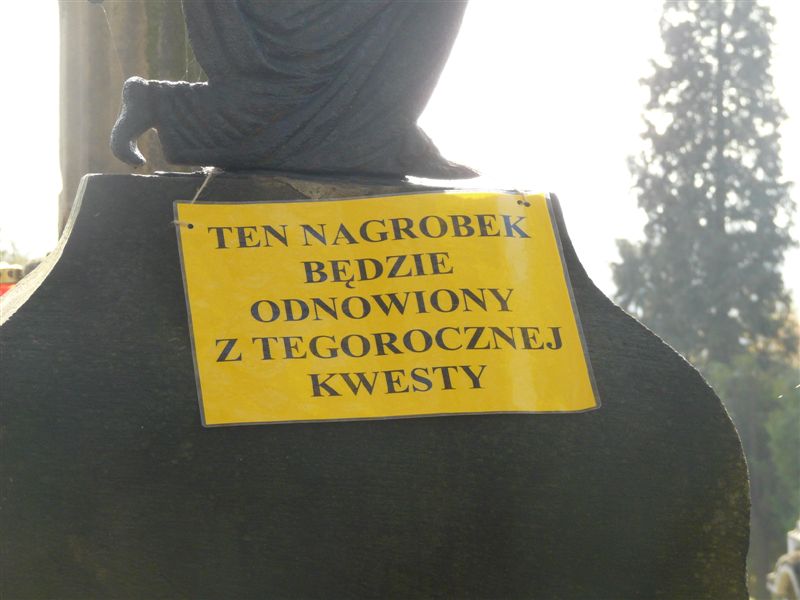 TEN NAGROBEK
BĘDZIE
ODNOWIONY
Z TEGOROCZNEJ
KWESTY